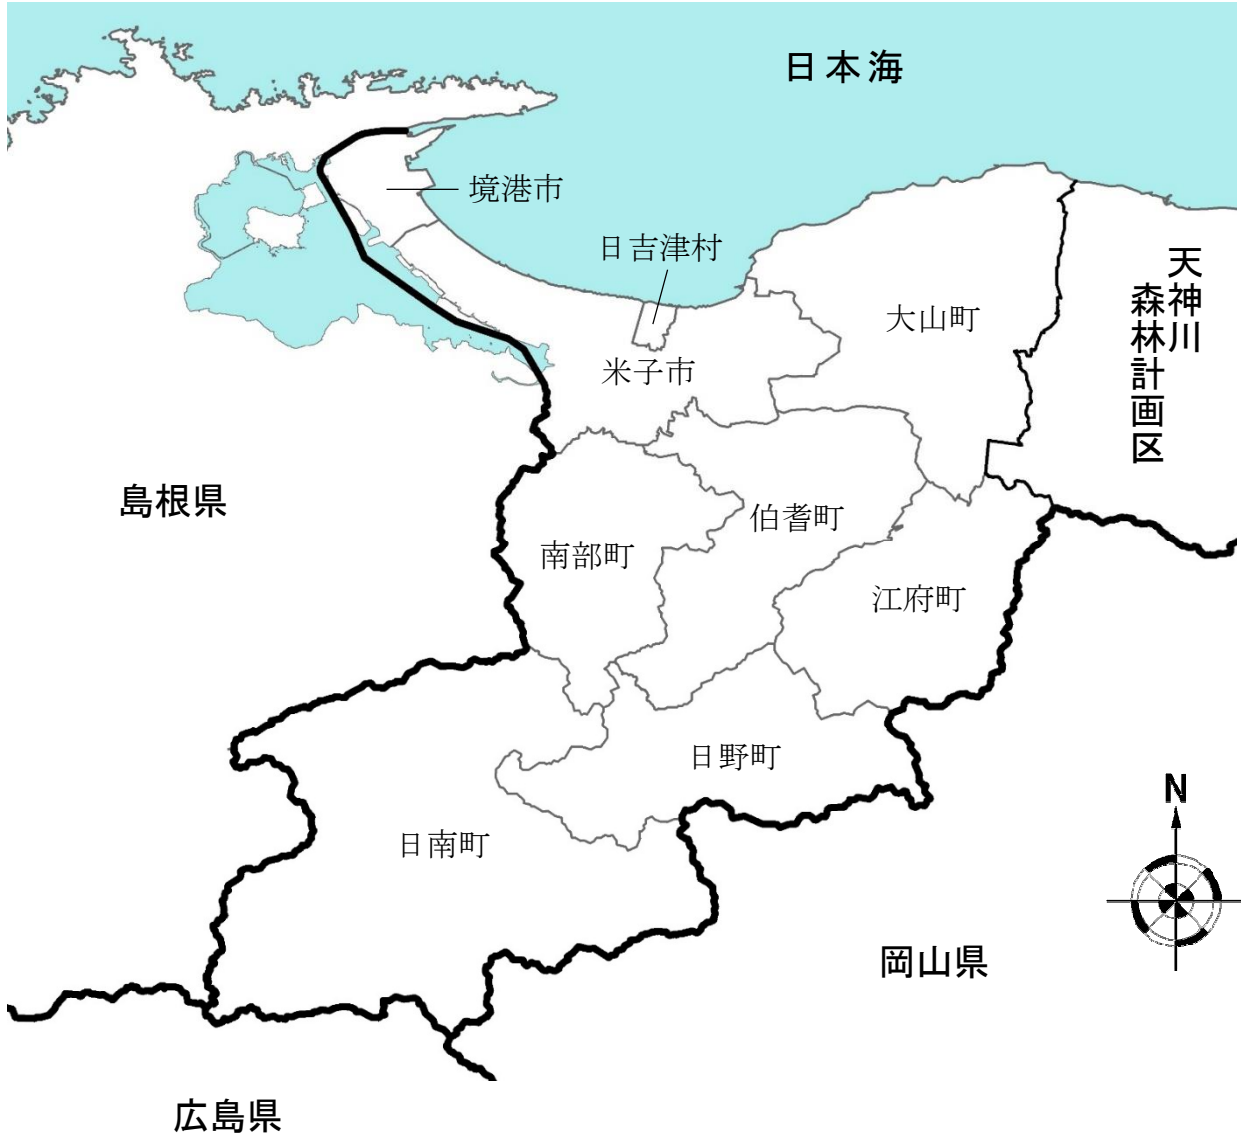 日本海
境港市
日吉津村
天神川
森林計画区
大山町
米子市
島根県
伯耆町
南部町
江府町
日野町
N
日南町
岡山県
広島県